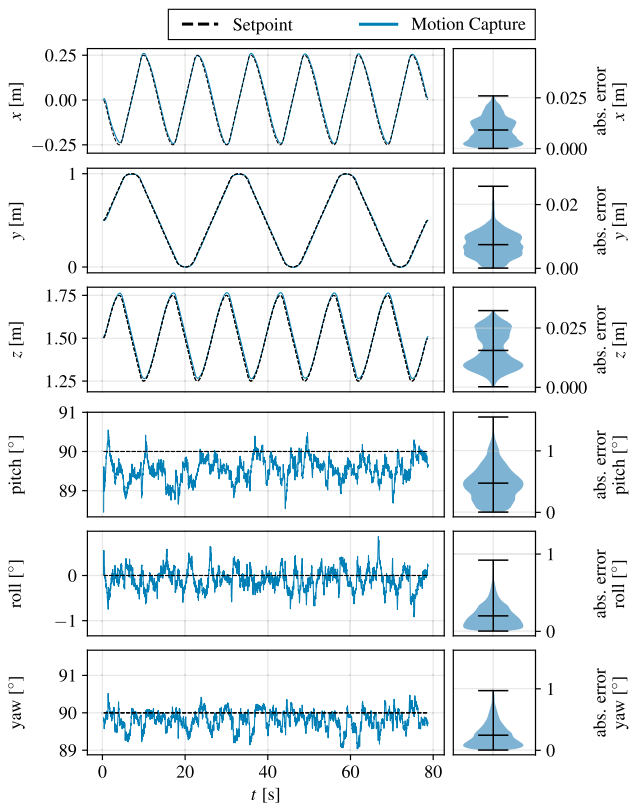 Setpoint
Motion Capture
x [m]
0.25
0.00
−0.25
0.025
0.000
abs. error
x [m]
y [m]
1
0
0.02
0.00
abs. error
y [m]
z [m]
1.75
1.50
1.25
0.025
0.000
abs. error
z [m]
pitch [°]
91
90
89
1
0
abs. error
pitch [°]
roll [°]
0
−1
1
0
abs. error
roll [°]
yaw [°]
91
90
89
1
0
abs. error
yaw [°]
0
20
40
60
80
t [s]